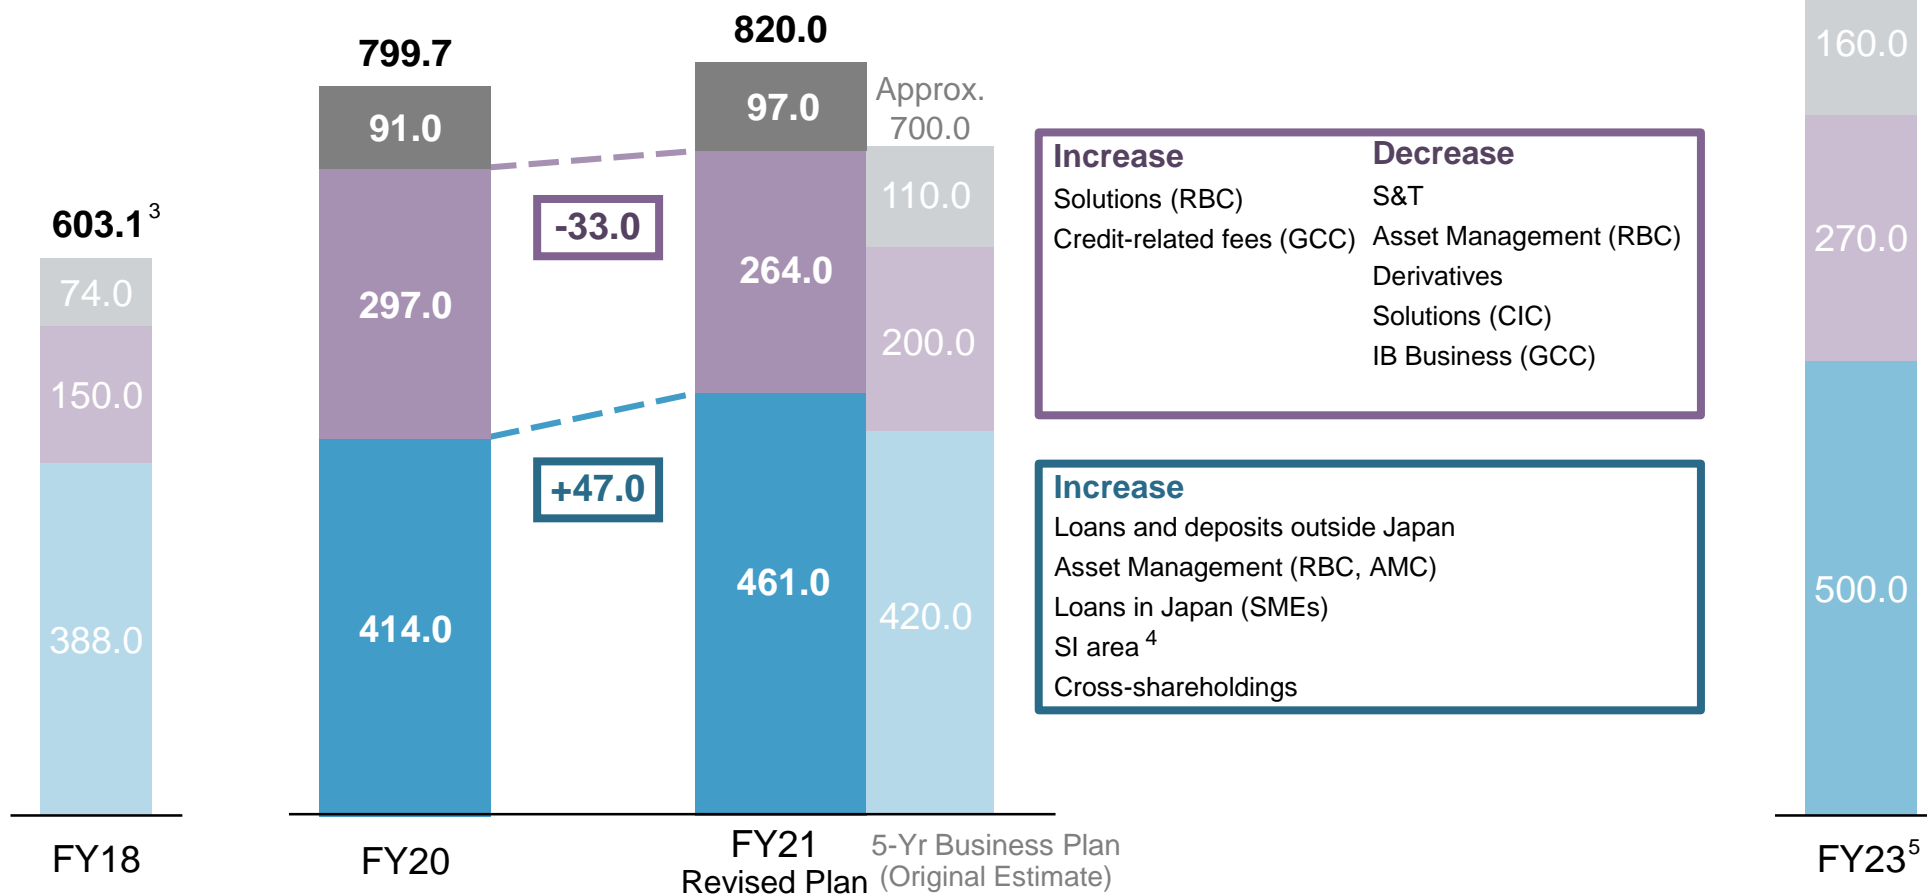 603.1 3
74.0
150.0
388.0
FY18
799.7
91.0
297.0
414.0
FY20
-33.0
+47.0
820.0
97.0
264.0
461.0
FY21
Revised Plan
Approx.
700.0
110.0
200.0
420.0
5-Yr Business Plan
(Original Estimate)
Increase
Solutions (RBC)
Credit-related fees (GCC)
Decrease
S&T
Asset Management (RBC)
Derivatives
Solutions (CIC)
IB Business (GCC)
Increase
Loans and deposits outside Japan
Asset Management (RBC, AMC)
Loans in Japan (SMEs)
SI area 4
Cross-shareholdings
160.0
270.0
500.0
FY23 5